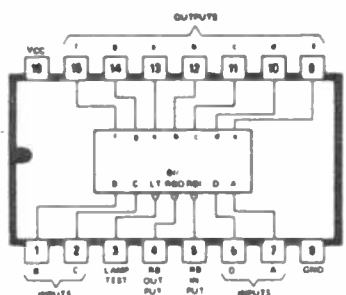 OUTPUTS
VCC f g a b c d e
16 15 14 13 12 11 10 9
f g a b c d e
BI/
B C LT RBO RBI D A
1 2 3 4 5 6 7 8
B C LAMP TEST RB OUT PUT RB IN PUT D A GND
INPUTS INPUTS